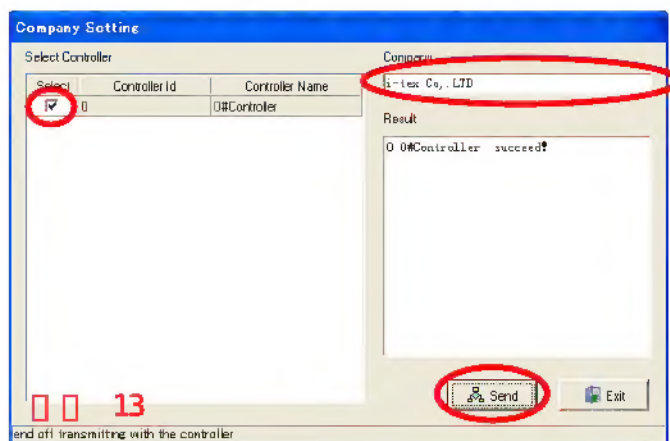 Company Setting
Select Controller
Company
Select Controller Id Controller Name
i-tex Co,.LTD
0 0#Controller
Result
0 0#Controller succeed!
Send
Exit
13
end off transmitting with the controller